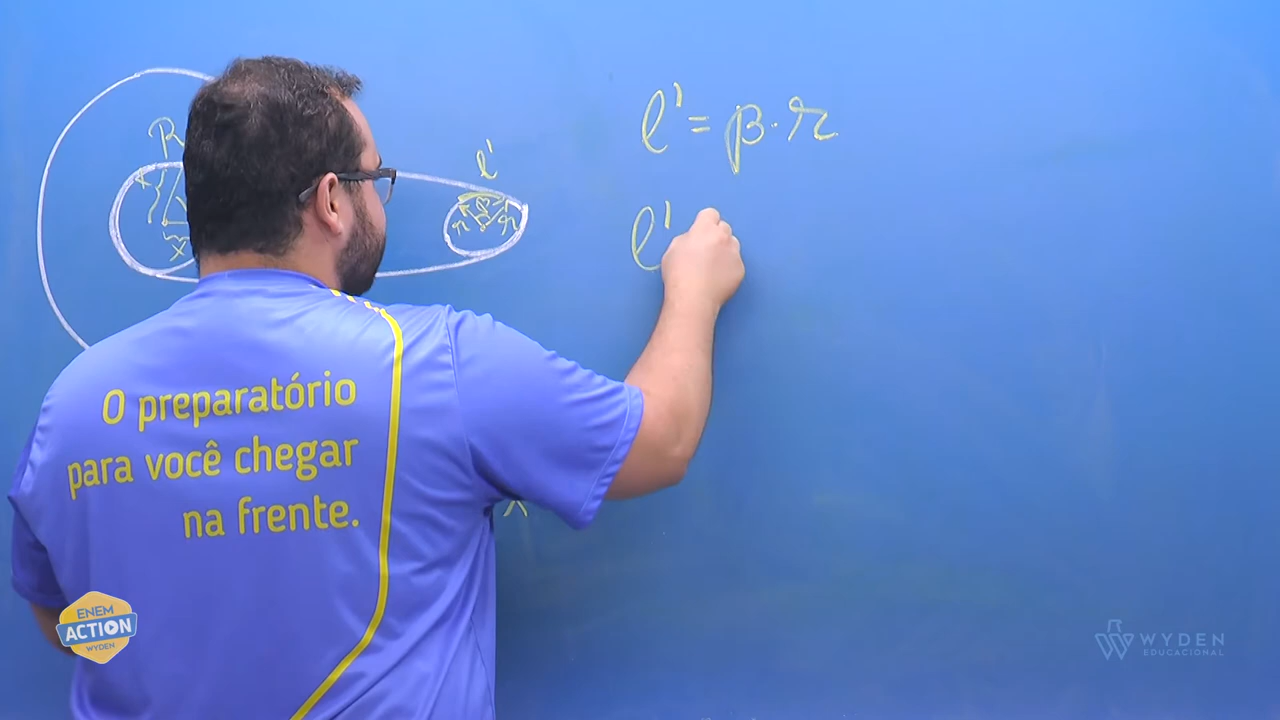 l' = β · r
l'
R
l'
x
r
r
x
O preparatório
para você chegar
na frente.
ENEM
ACTION
WYDEN
WYDEN
EDUCACIONAL